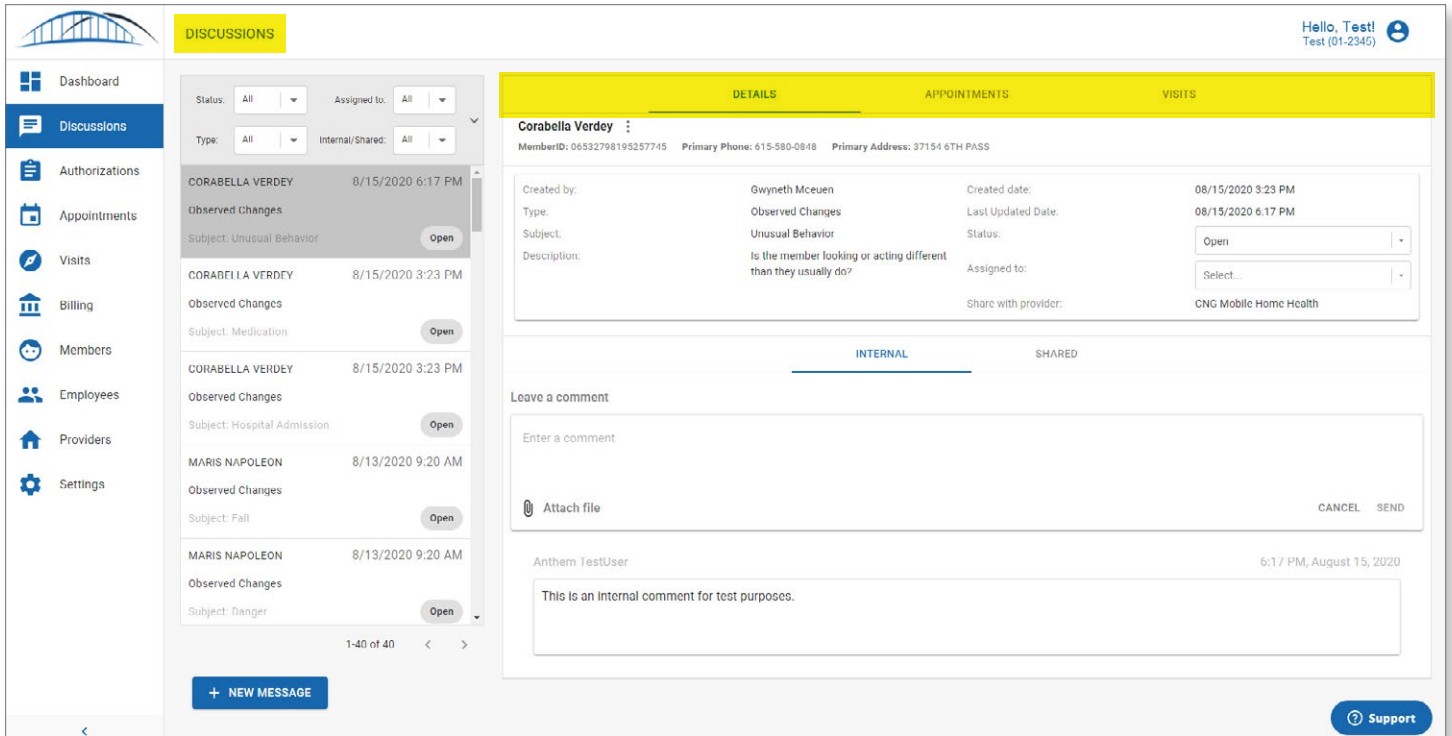 DISCUSSIONS
Hello, Test!
Test (01-2345)
Dashboard
Discussions
Authorizations
Appointments
Visits
Billing
Members
Employees
Providers
Settings
Status: All Assigned to: All
Type: All Internal/Shared: All
CORABELLA VERDEY 8/15/2020 6:17 PM
Observed Changes
Subject: Unusual Behavior Open
CORABELLA VERDEY 8/15/2020 3:23 PM
Observed Changes
Subject: Medication Open
CORABELLA VERDEY 8/15/2020 3:23 PM
Observed Changes
Subject: Hospital Admission Open
MARIS NAPOLEON 8/13/2020 9:20 AM
Observed Changes
Subject: Fall Open
MARIS NAPOLEON 8/13/2020 9:20 AM
Observed Changes
Subject: Danger Open
1-40 of 40 < >
+ NEW MESSAGE
DETAILS APPOINTMENTS VISITS
Corabella Verdey
MemberID: 06532798195257745 Primary Phone: 615-580-0848 Primary Address: 37154 6TH PASS
Created by: Gwyneth Mceuen Created date: 08/15/2020 3:23 PM
Type: Observed Changes Last Updated Date: 08/15/2020 6:17 PM
Subject: Unusual Behavior Status: Open
Description: Is the member looking or acting different
than they usually do?
Assigned to: Select...
Share with provider: CNG Mobile Home Health
INTERNAL SHARED
Leave a comment
Enter a comment
Attach file CANCEL SEND
Anthem TestUser 6:17 PM, August 15, 2020
This is an internal comment for test purposes.
Support